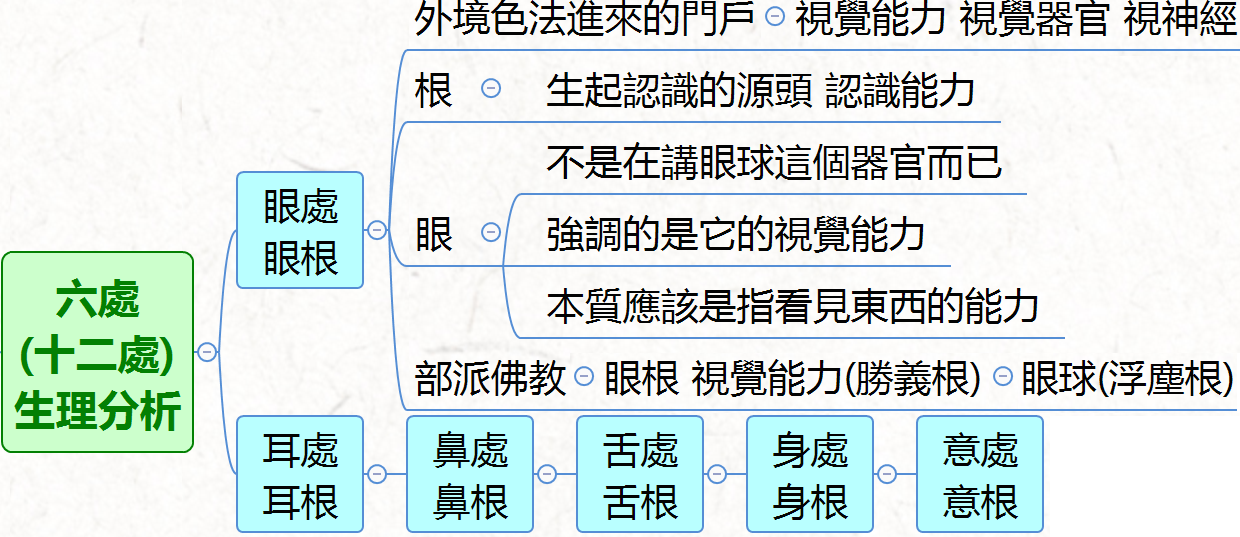 外境色法進來的門戶 視覺能力 視覺器官 視神經
根 生起認識的源頭 認識能力
不是在講眼球這個器官而已
眼處
眼根
眼 強調的是它的視覺能力
本質應該是指看見東西的能力
六處
(十二處)
生理分析
部派佛教 眼根 視覺能力(勝義根) 眼球(浮塵根)
耳處 鼻處 舌處 身處 意處
耳根 鼻根 舌根 身根 意根